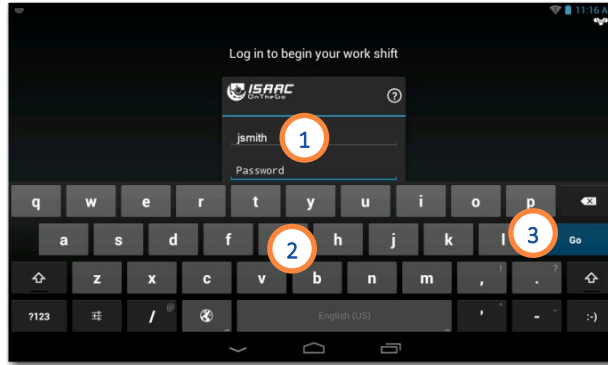 11:16 A
Log in to begin your work shift
ISAAC
OnTheGo
?
jsmith 1
Password
q w e r t y u i o p
a s d f 2 h j k l 3 Go
z x c v b n m , ! . ?
?123 / @ English (US) ' " - _ :-)